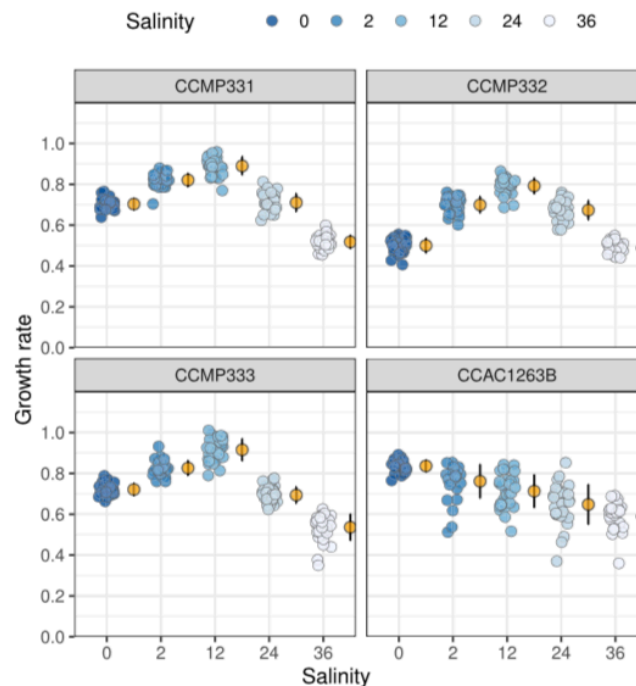 Salinity 0 2 12 24 36
CCMP331 CCMP332
1.0
0.8
0.6
0.4
0.2
0.0
Growth rate
CCMP333 CCAC1263B
1.0
0.8
0.6
0.4
0.2
0.0
0 2 12 24 36 0 2 12 24 36
Salinity